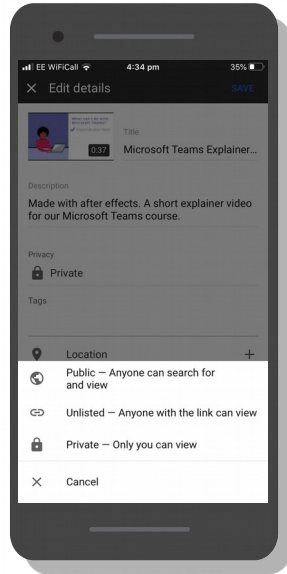 EE WiFiCall 4:34 pm 35%
Edit details SAVE
0:37
Title
Microsoft Teams Explainer...
Description
Made with after effects. A short explainer video
for our Microsoft Teams course.
Privacy
Private
Tags
Location
Public — Anyone can search for
and view
Unlisted — Anyone with the link can view
Private — Only you can view
Cancel